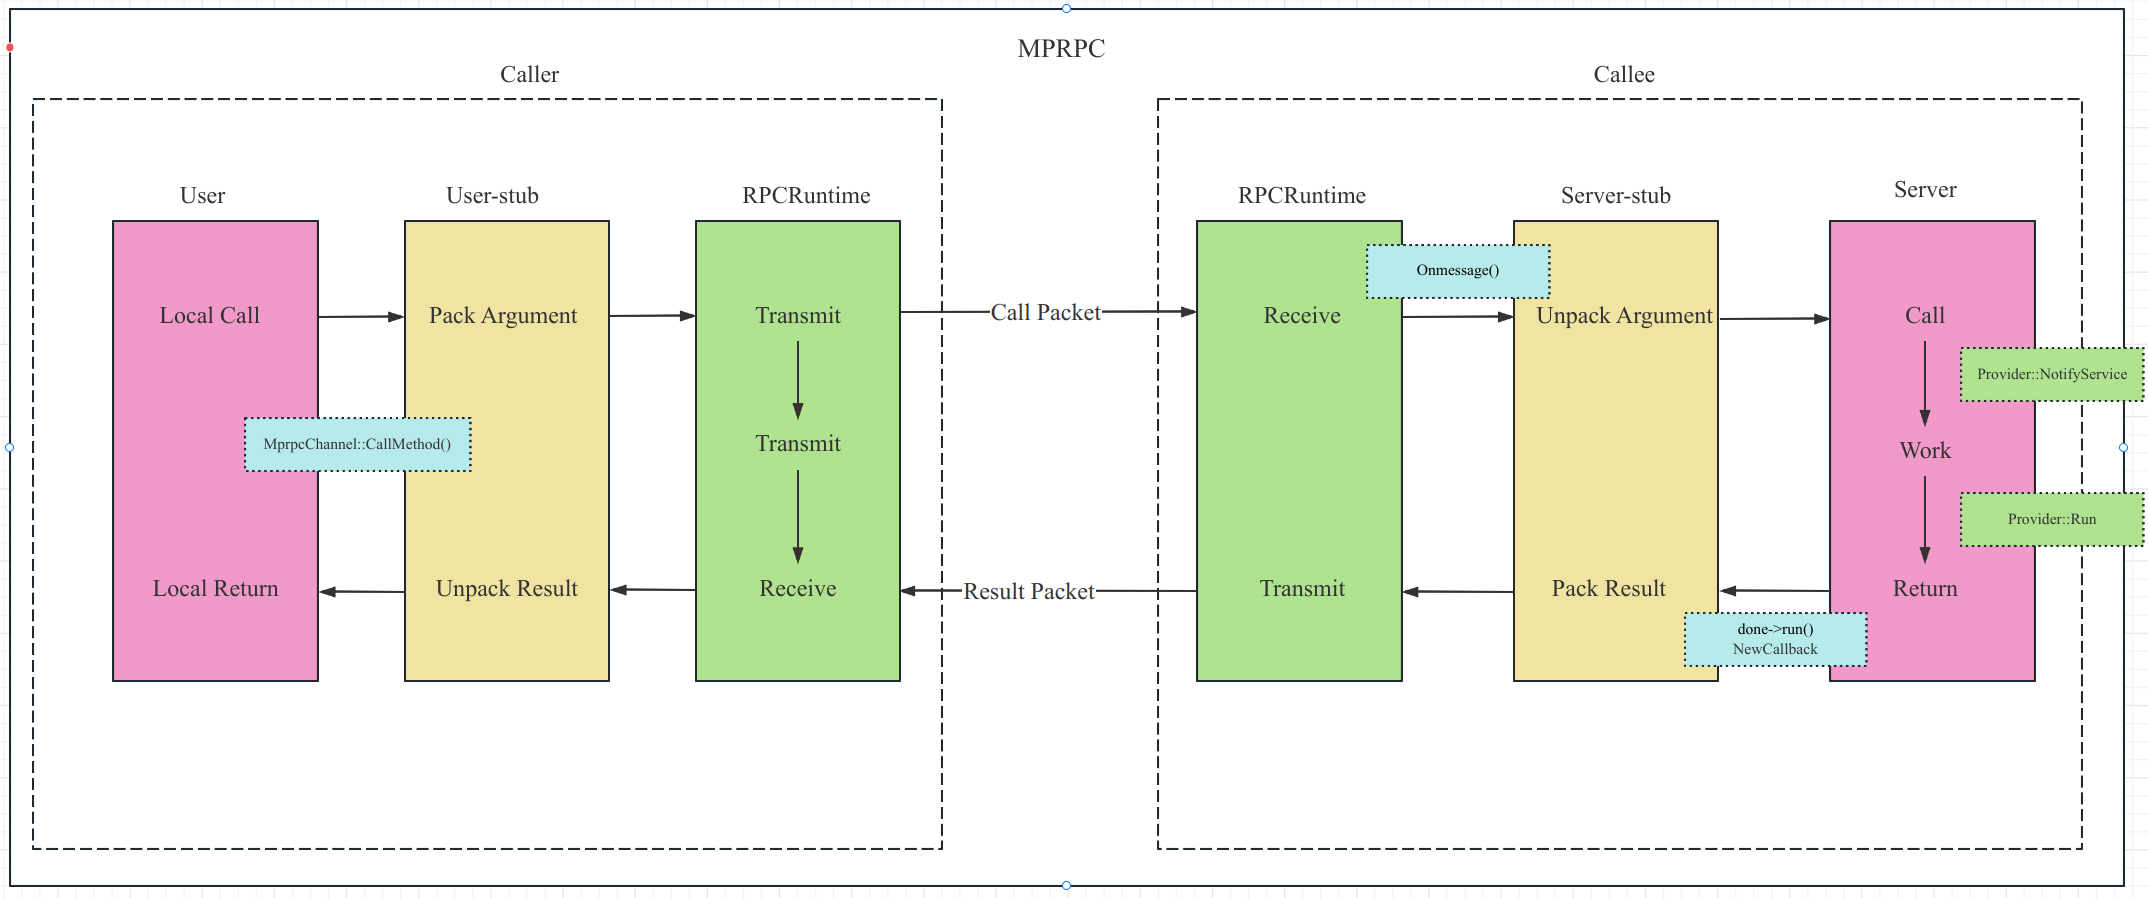 MPRPC
Caller
Callee
User
User-stub
RPCRuntime
RPCRuntime
Server-stub
Server
Onmessage()
Local Call
Pack Argument
Transmit
Call Packet
Receive
Unpack Argument
Call
Provider::NotifyService
MprpcChannel::CallMethod()
Transmit
Work
Provider::Run
Local Return
Unpack Result
Receive
Result Packet
Transmit
Pack Result
Return
done->run()
NewCallback